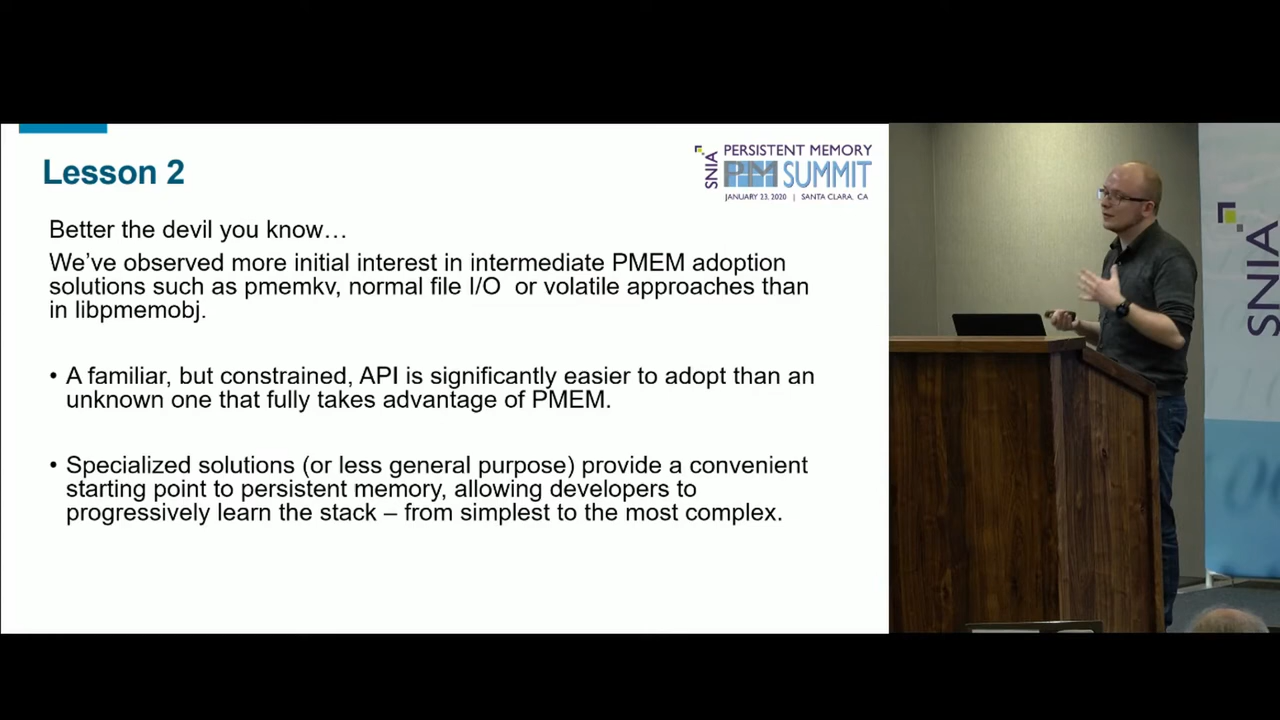 Lesson 2
SNIA
PERSISTENT MEMORY
PM SUMMIT
JANUARY 23, 2020 | SANTA CLARA, CA
Better the devil you know…
We've observed more initial interest in intermediate PMEM adoption
solutions such as pmemkv, normal file I/O or volatile approaches than
in libpmemobj.
• A familiar, but constrained, API is significantly easier to adopt than an
unknown one that fully takes advantage of PMEM.
• Specialized solutions (or less general purpose) provide a convenient
starting point to persistent memory, allowing developers to
progressively learn the stack – from simplest to the most complex.
SNIA